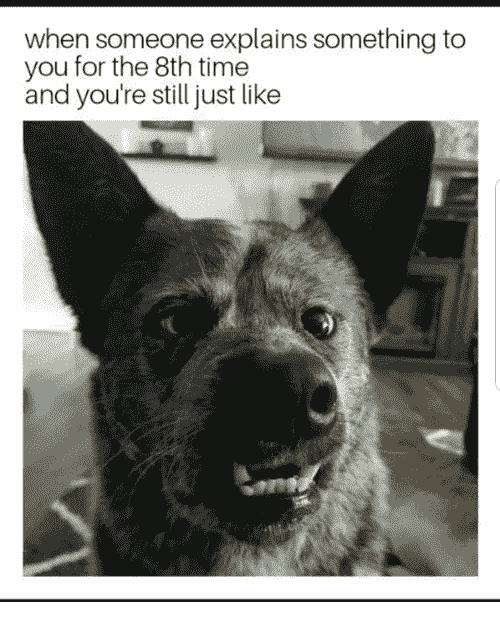 when someone explains something to
you for the 8th time
and you're still just like